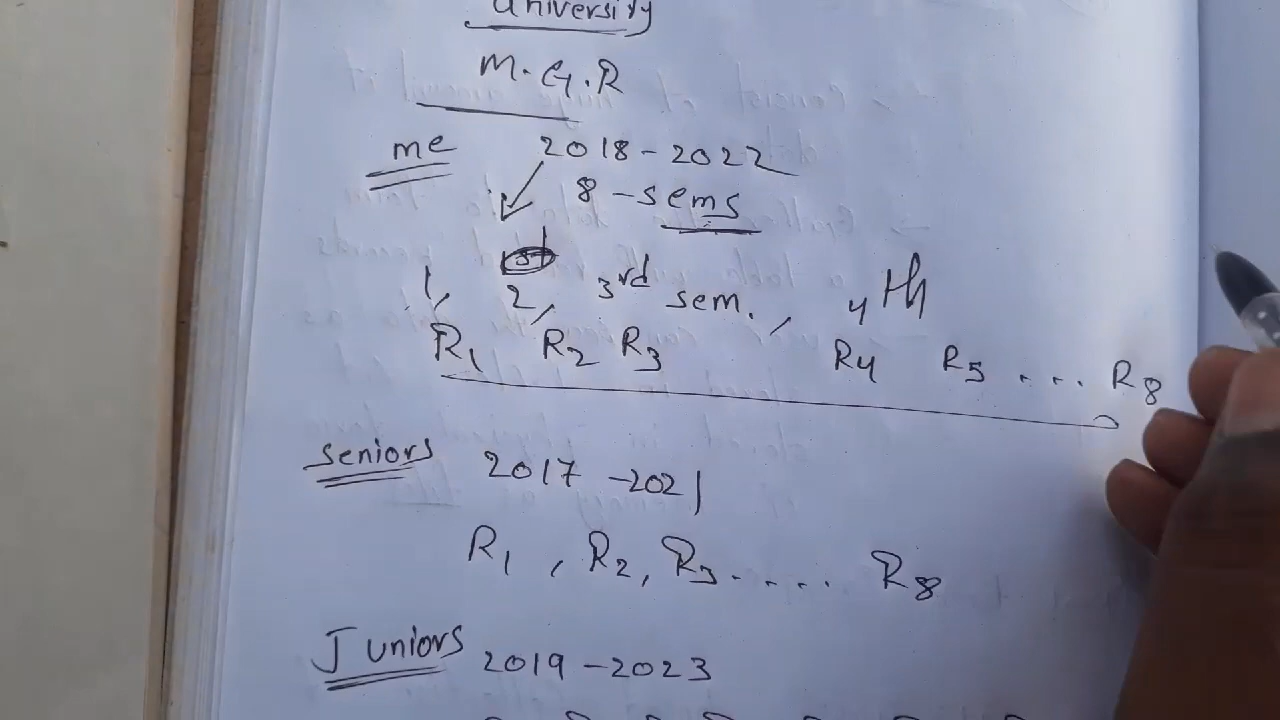 University
M.G.R
me 2018-2022
8-sems
1, 2, 3rd sem., 4th
R1 R2 R3 R4 R5 .... R8
Seniors 2017-2021
R1, R2, R3..... R8
Juniors 2019-2023